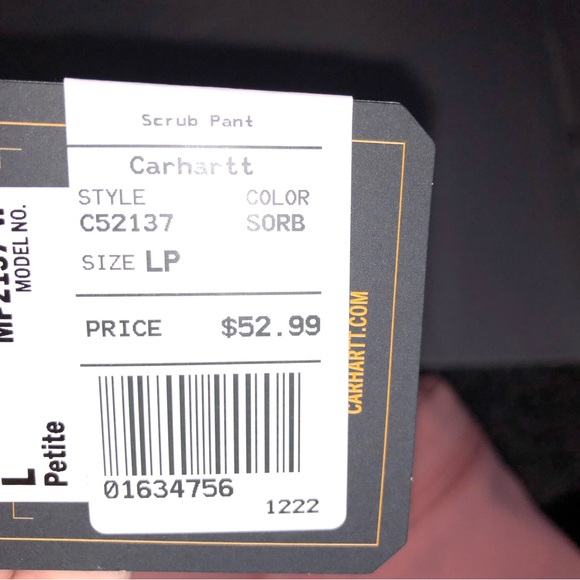 Scrub Pant
Carhartt
STYLE COLOR
C52137 SORB
SIZE LP
PRICE $52.99
01634756
1222
MODEL NO.
L
Petite
CARHARTT.COM